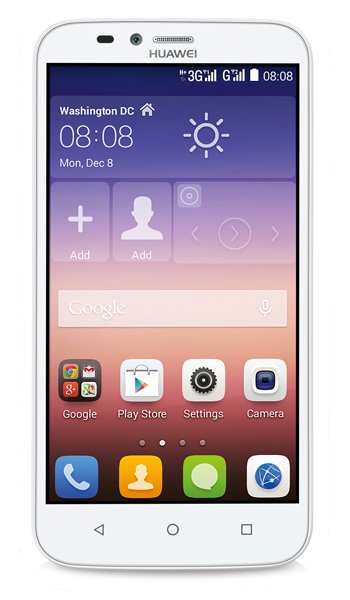 HUAWEI
H+ 3G G 08:08
Washington DC
08:08
Mon, Dec 8
Add Add
Google
Google Play Store Settings Camera